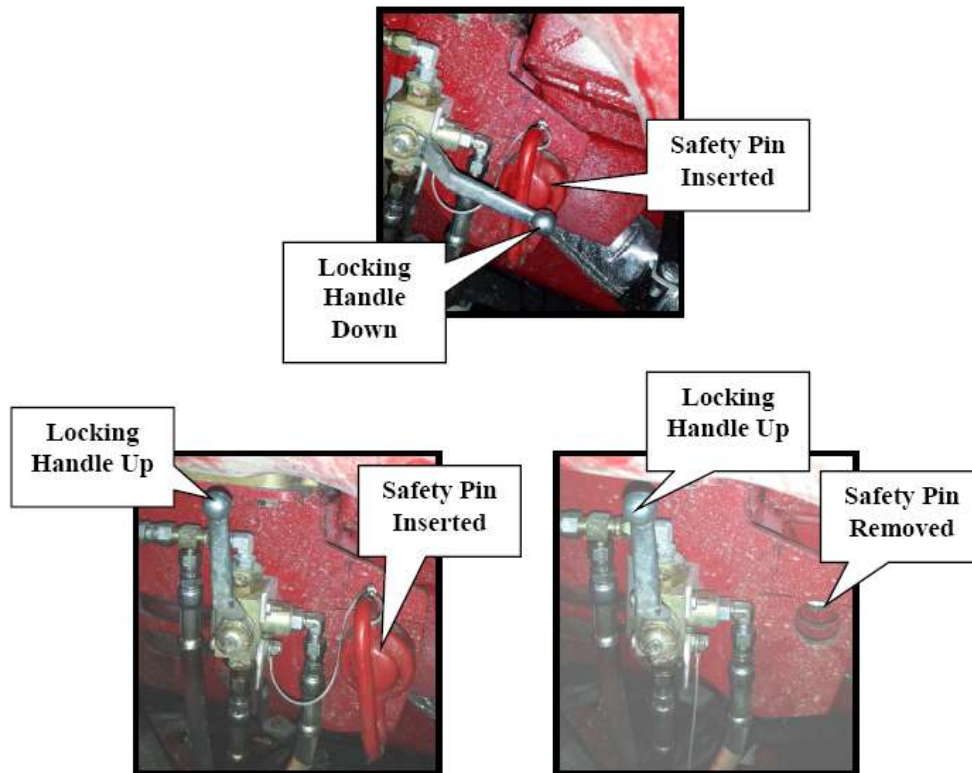 Safety Pin
Inserted
Locking
Handle
Down
Locking
Handle Up
Safety Pin
Inserted
Locking
Handle Up
Safety Pin
Removed